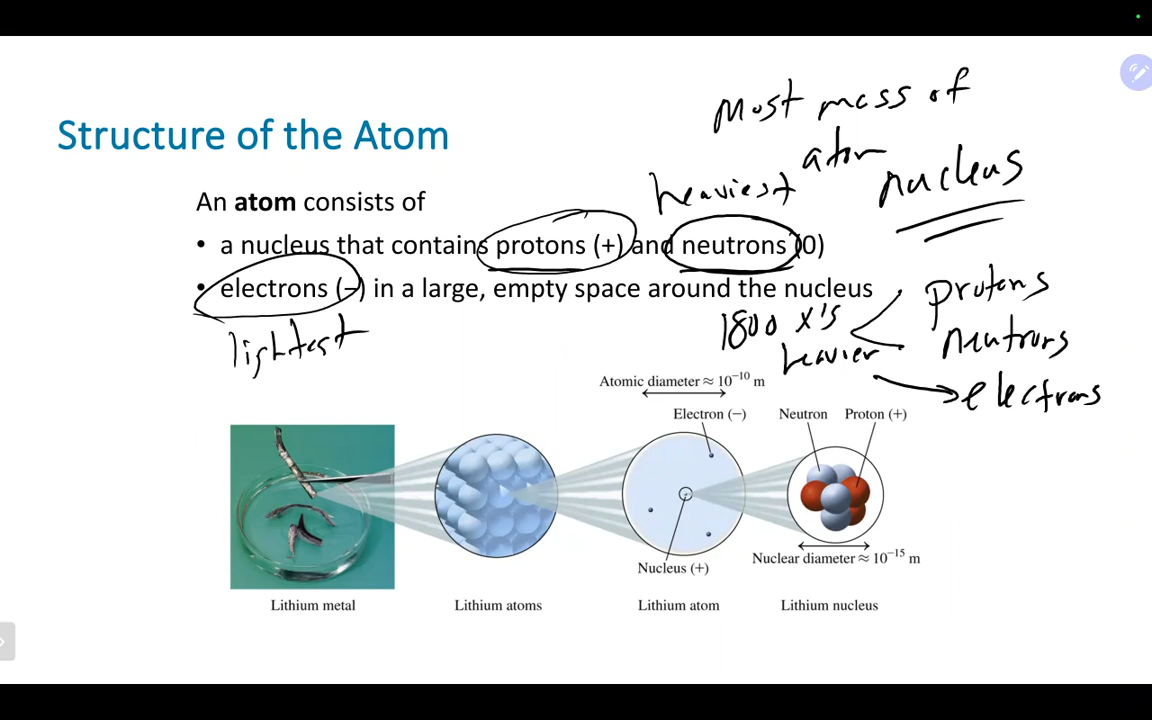 most mass of
atom
Structure of the Atom
heaviest
nucleus
An atom consists of
• a nucleus that contains protons (+) and neutrons (0)
• electrons (–) in a large, empty space around the nucleus
lightest
1800 x's
heavier
protons
neutrons
electrons
Atomic diameter ≈ 10⁻¹⁰ m
Electron (–)
Neutron
Proton (+)
Nucleus (+)
Nuclear diameter ≈ 10⁻¹⁵ m
Lithium metal
Lithium atoms
Lithium atom
Lithium nucleus